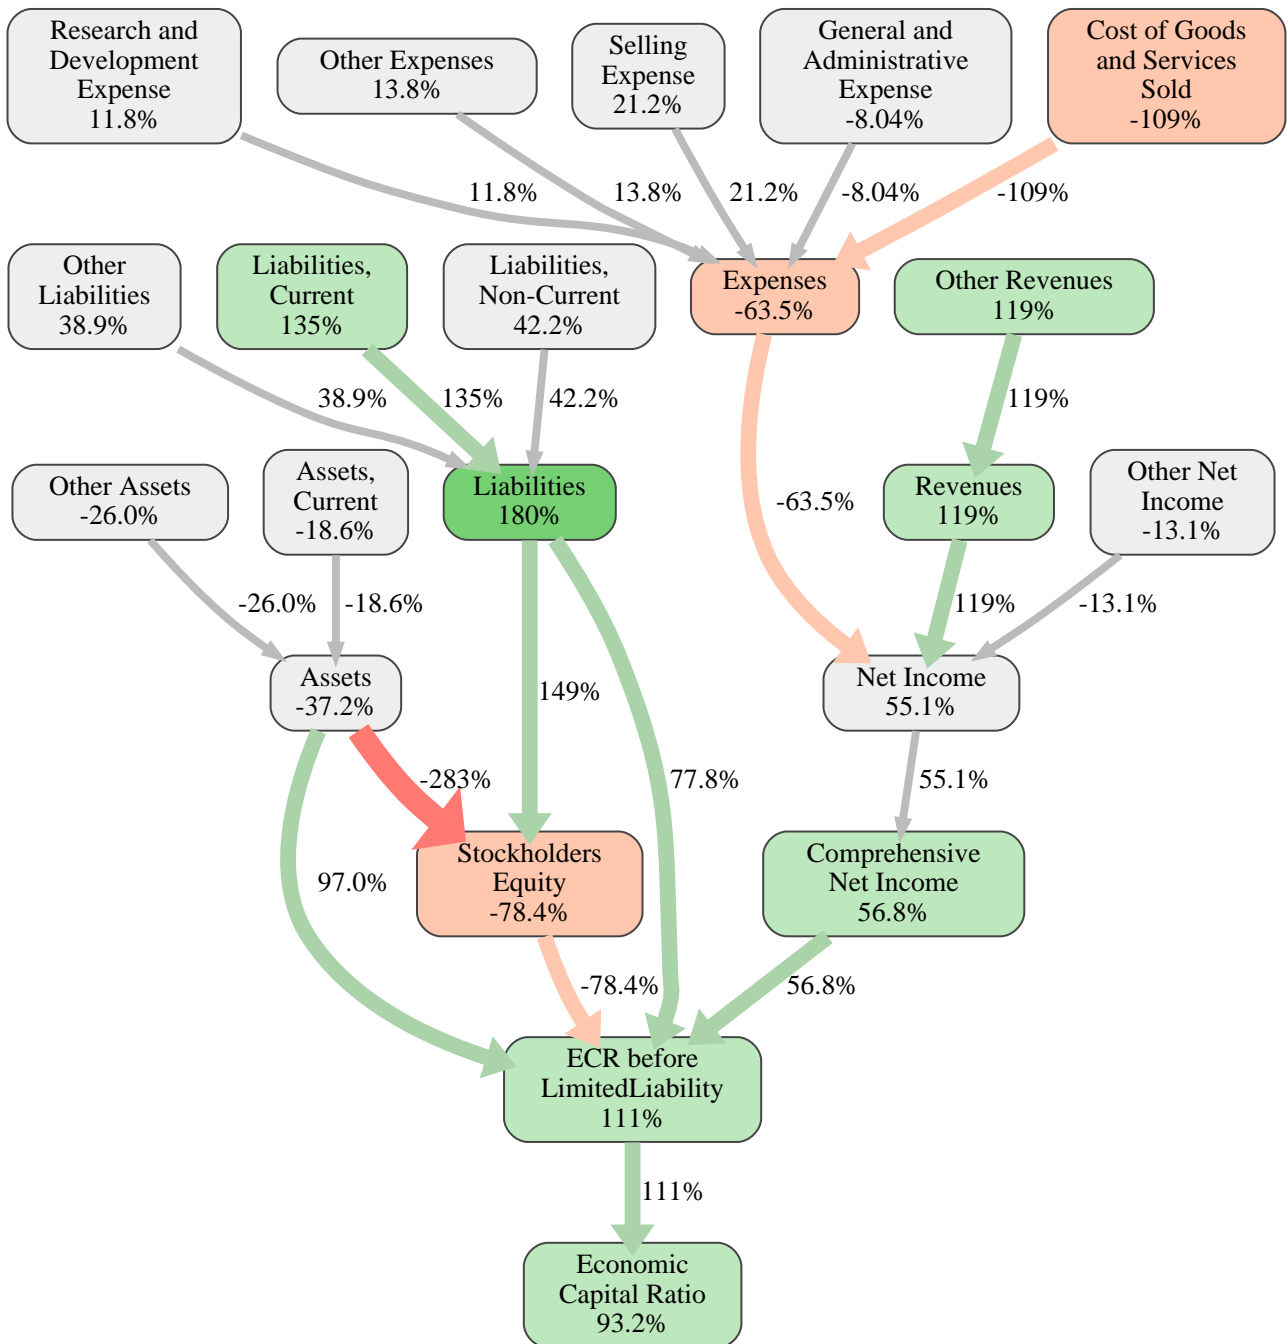 Research and
Development
Expense
11.8%
Other Expenses
13.8%
Selling
Expense
21.2%
General and
Administrative
Expense
-8.04%
Cost of Goods
and Services
Sold
-109%
11.8%
13.8%
21.2%
-8.04%
-109%
Other
Liabilities
38.9%
Liabilities,
Current
135%
Liabilities,
Non-Current
42.2%
Expenses
-63.5%
Other Revenues
119%
38.9%
135%
42.2%
119%
Other Assets
-26.0%
Assets,
Current
-18.6%
Liabilities
180%
-63.5%
Revenues
119%
Other Net
Income
-13.1%
-26.0%
-18.6%
119%
-13.1%
Assets
-37.2%
149%
Net Income
55.1%
-283%
77.8%
55.1%
97.0%
Stockholders
Equity
-78.4%
Comprehensive
Net Income
56.8%
-78.4%
56.8%
ECR before
LimitedLiability
111%
111%
Economic
Capital Ratio
93.2%